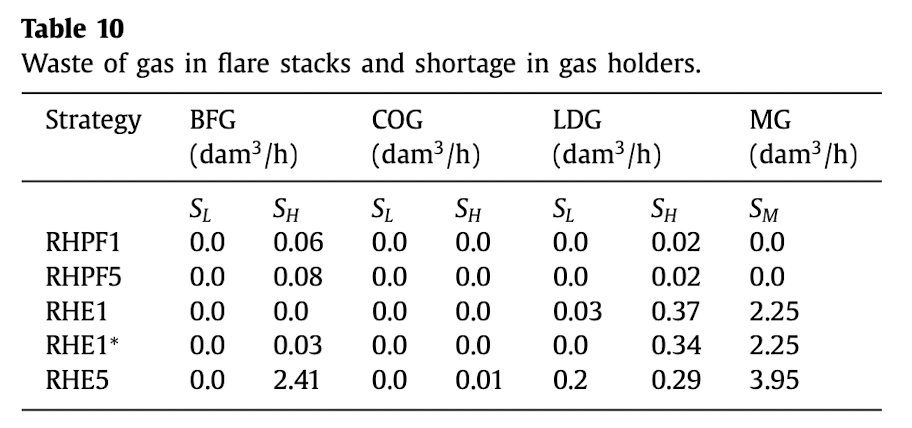 Table 10
Waste of gas in flare stacks and shortage in gas holders.
Strategy BFG COG LDG MG
(dam³/h) (dam³/h) (dam³/h) (dam³/h)
S_L S_H S_L S_H S_L S_H S_M
RHPF1 0.0 0.06 0.0 0.0 0.0 0.02 0.0
RHPF5 0.0 0.08 0.0 0.0 0.0 0.02 0.0
RHE1 0.0 0.0 0.0 0.0 0.03 0.37 2.25
RHE1* 0.0 0.03 0.0 0.0 0.0 0.34 2.25
RHE5 0.0 2.41 0.0 0.01 0.2 0.29 3.95